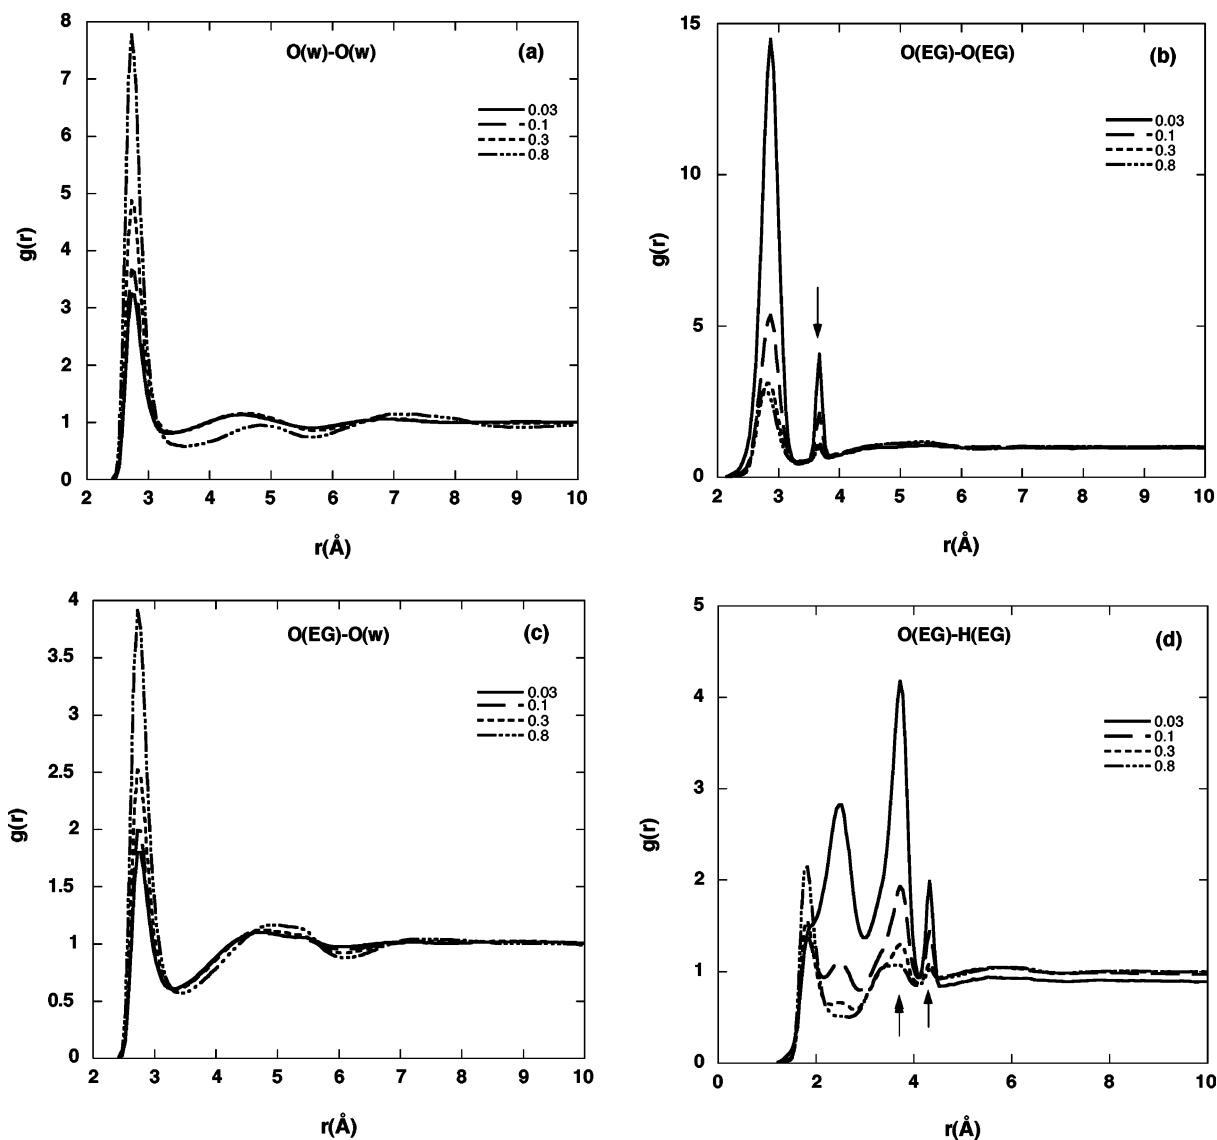 O(w)-O(w)
(a)
0.03
0.1
0.3
0.8
8
7
6
5
4
3
2
1
0
g(r)
2 3 4 5 6 7 8 9 10
r(Å)
O(EG)-O(EG)
(b)
0.03
0.1
0.3
0.8
15
10
5
0
g(r)
2 3 4 5 6 7 8 9 10
r(Å)
O(EG)-O(w)
(c)
0.03
0.1
0.3
0.8
4
3.5
3
2.5
2
1.5
1
0.5
0
g(r)
2 3 4 5 6 7 8 9 10
r(Å)
O(EG)-H(EG)
(d)
0.03
0.1
0.3
0.8
5
4
3
2
1
0
g(r)
0 2 4 6 8 10
r(Å)